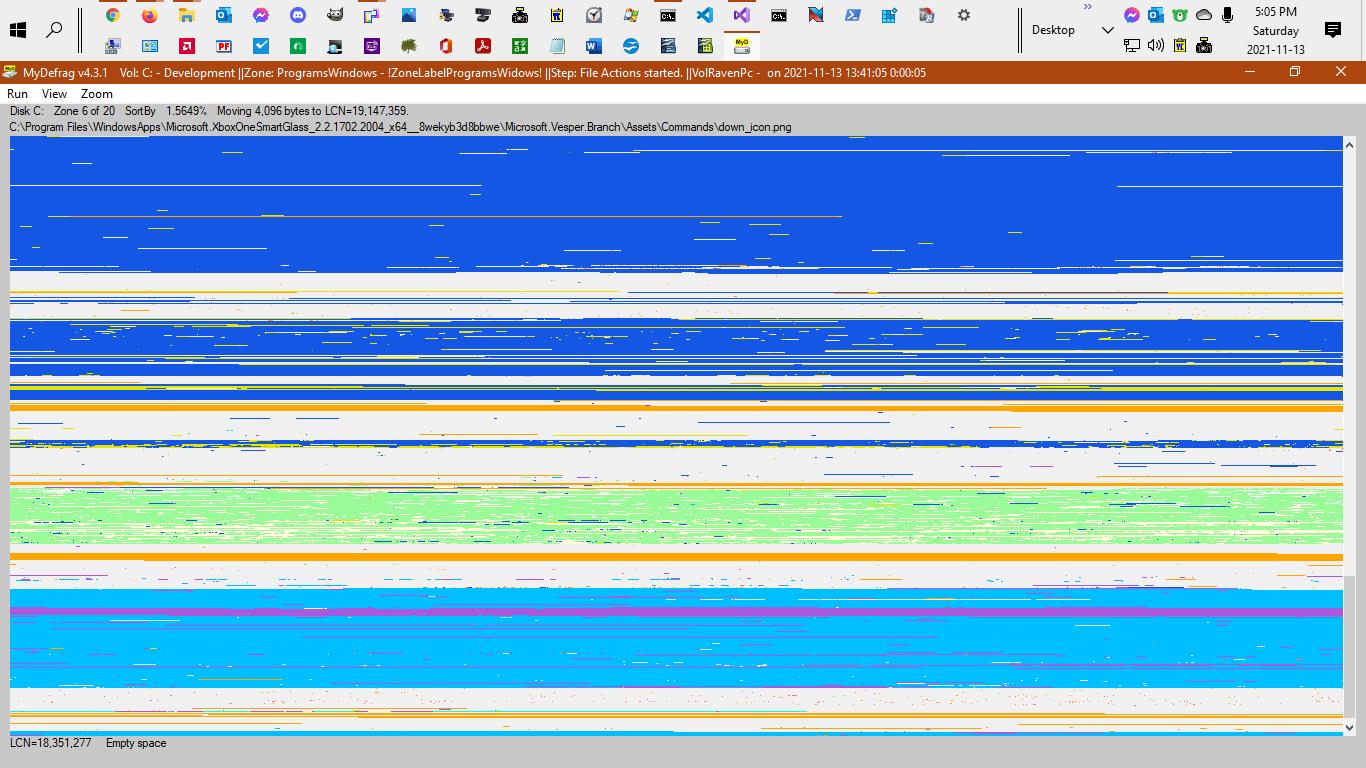 5:05 PM
Saturday
2021-11-13
Desktop
MyDefrag v4.3.1 Vol: C: - Development ||Zone: ProgramsWindows - !ZoneLabelProgramsWidows! ||Step: File Actions started. ||VolRavenPc - on 2021-11-13 13:41:05 0:00:05
Run View Zoom
Disk C: Zone 6 of 20 SortBy 1.5649% Moving 4,096 bytes to LCN=19,147,359.
C:\Program Files\WindowsApps\Microsoft.XboxOneSmartGlass_2.2.1702.2004_x64__8wekyb3d8bbwe\Microsoft.Vesper.Branch\Assets\Commands\down_icon.png
LCN=18,351,277 Empty space